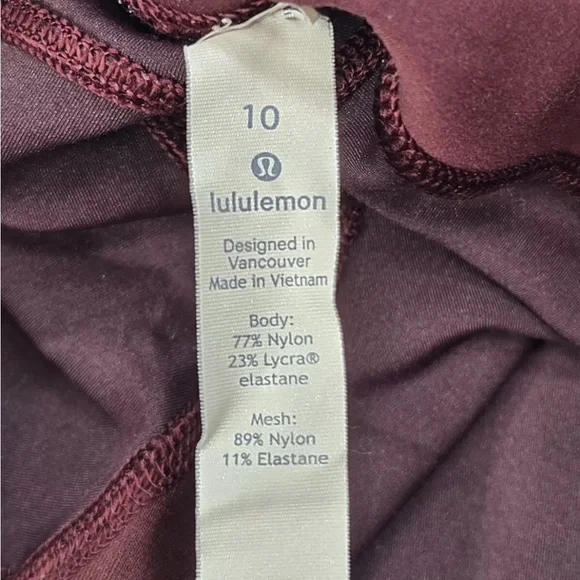 10
lululemon
Designed in
Vancouver
Made in Vietnam
Body:
77% Nylon
23% Lycra®
elastane
Mesh:
89% Nylon
11% Elastane